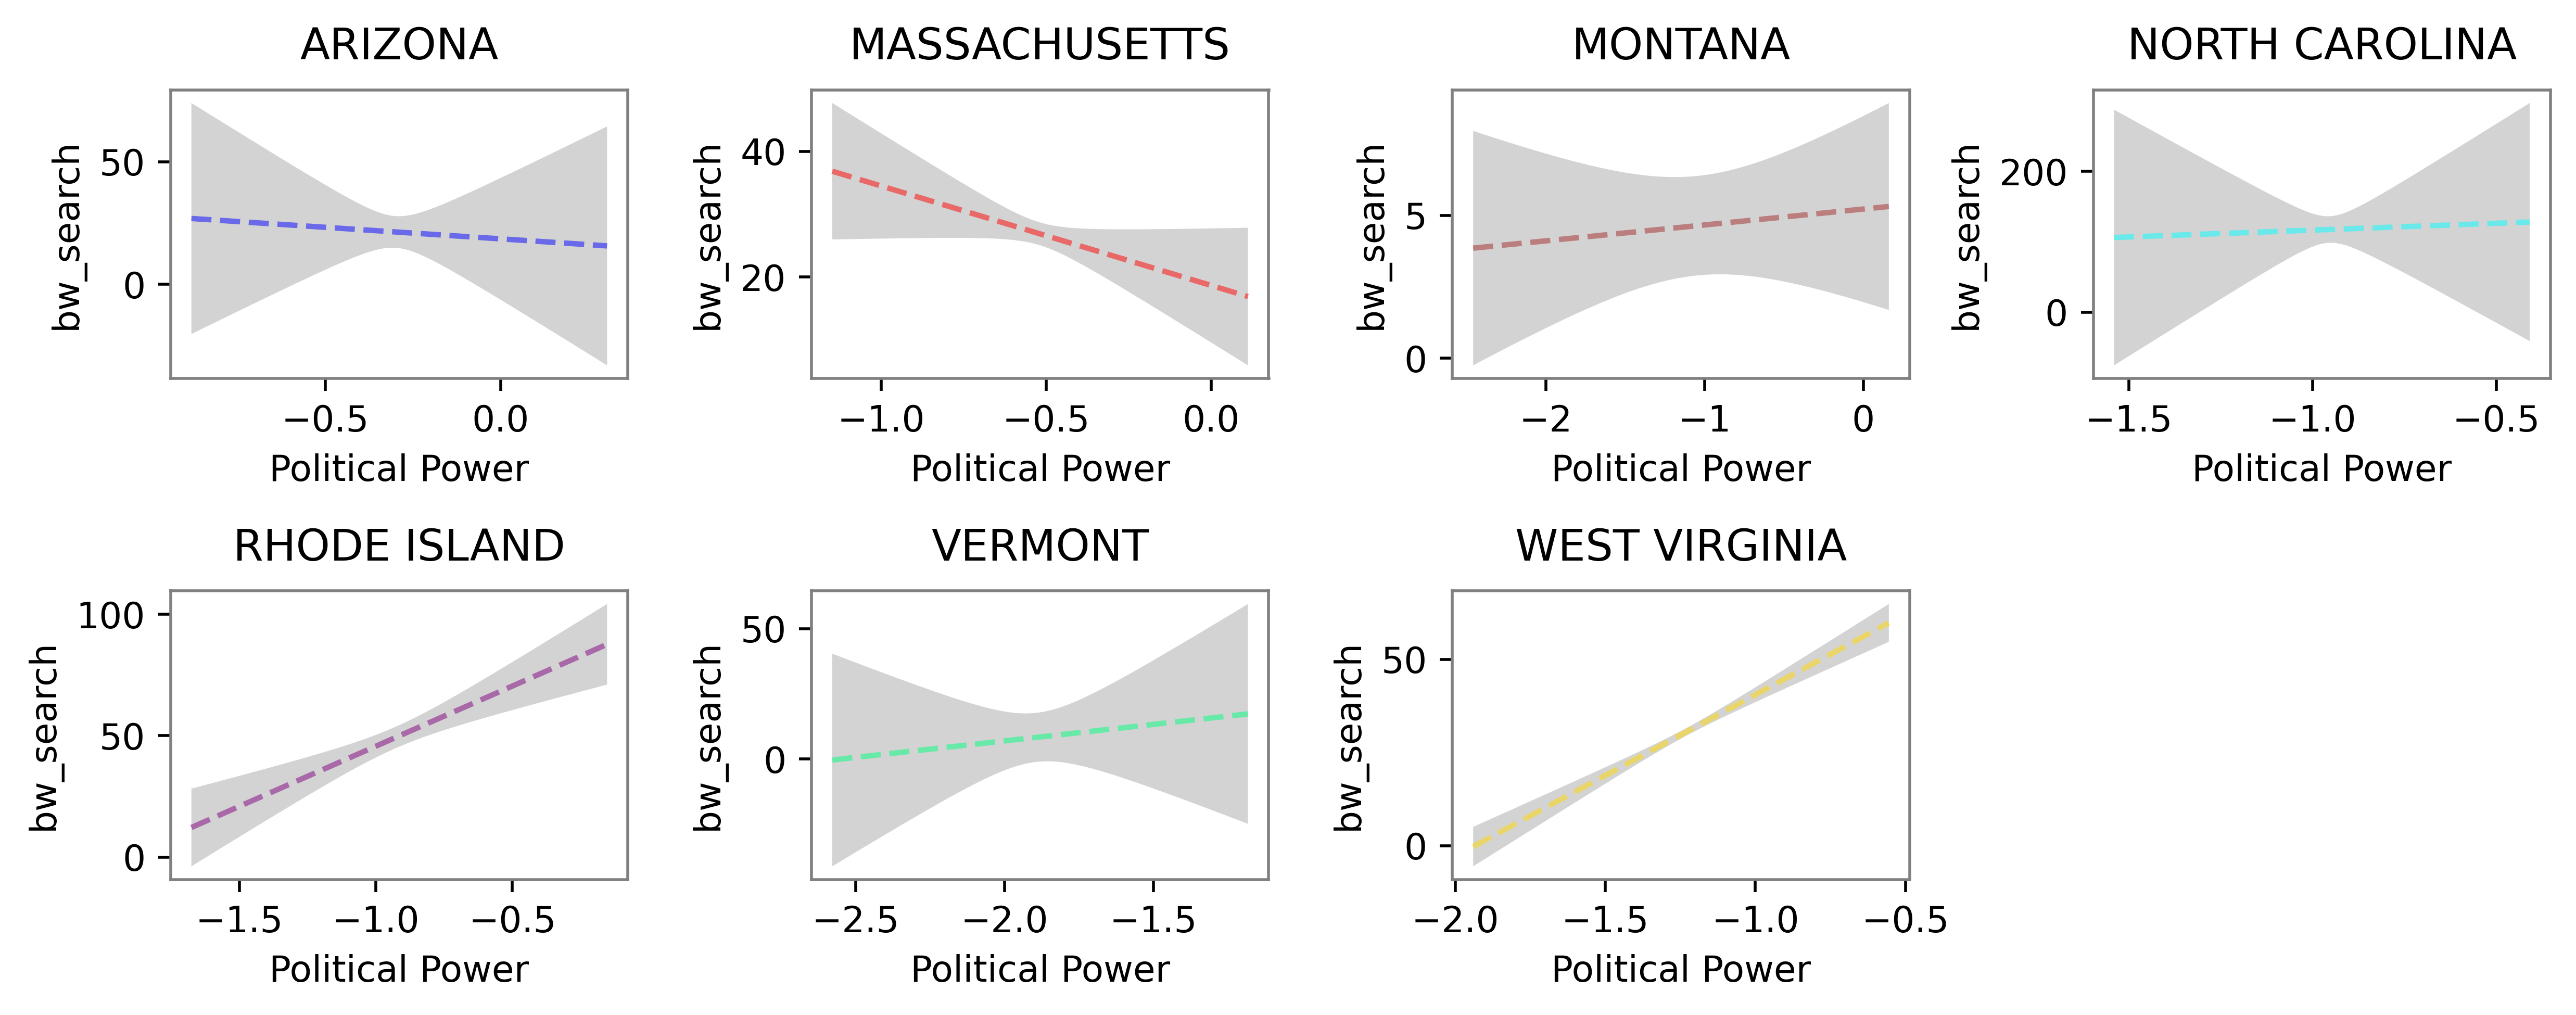 ARIZONA
bw_search
50
0
−0.5 0.0
Political Power
MASSACHUSETTS
bw_search
40
20
−1.0 −0.5 0.0
Political Power
MONTANA
bw_search
5
0
−2 −1 0
Political Power
NORTH CAROLINA
bw_search
200
0
−1.5 −1.0 −0.5
Political Power
RHODE ISLAND
bw_search
100
50
0
−1.5 −1.0 −0.5
Political Power
VERMONT
bw_search
50
0
−2.5 −2.0 −1.5
Political Power
WEST VIRGINIA
bw_search
50
0
−2.0 −1.5 −1.0 −0.5
Political Power